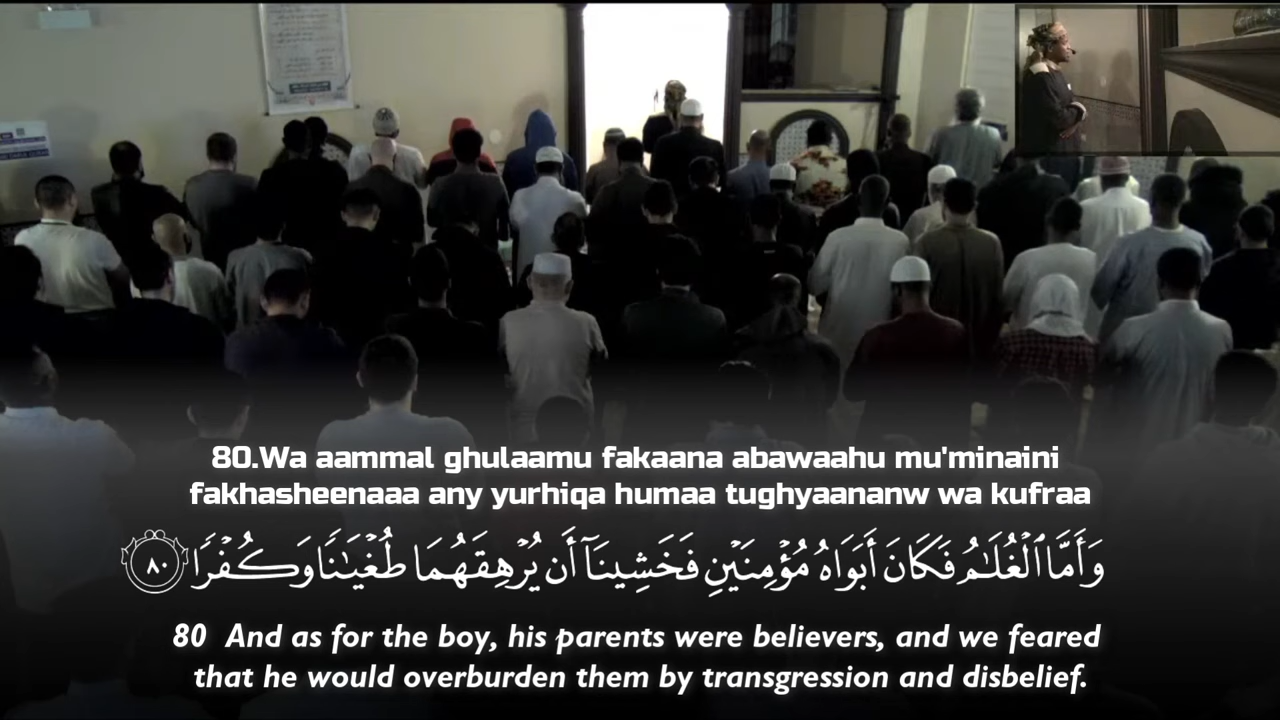 80.Wa aammal ghulaamu fakaana abawaahu mu'minaini
fakhasheenaaa any yurhiqa humaa tughyaananw wa kufraa
وَأَمَّا ٱلْغُلَـٰمُ فَكَانَ أَبَوَاهُ مُؤْمِنَيْنِ فَخَشِينَآ أَن يُرْهِقَهُمَا طُغْيَـٰنًا وَكُفْرًا ٨٠
80 And as for the boy, his parents were believers, and we feared
that he would overburden them by transgression and disbelief.